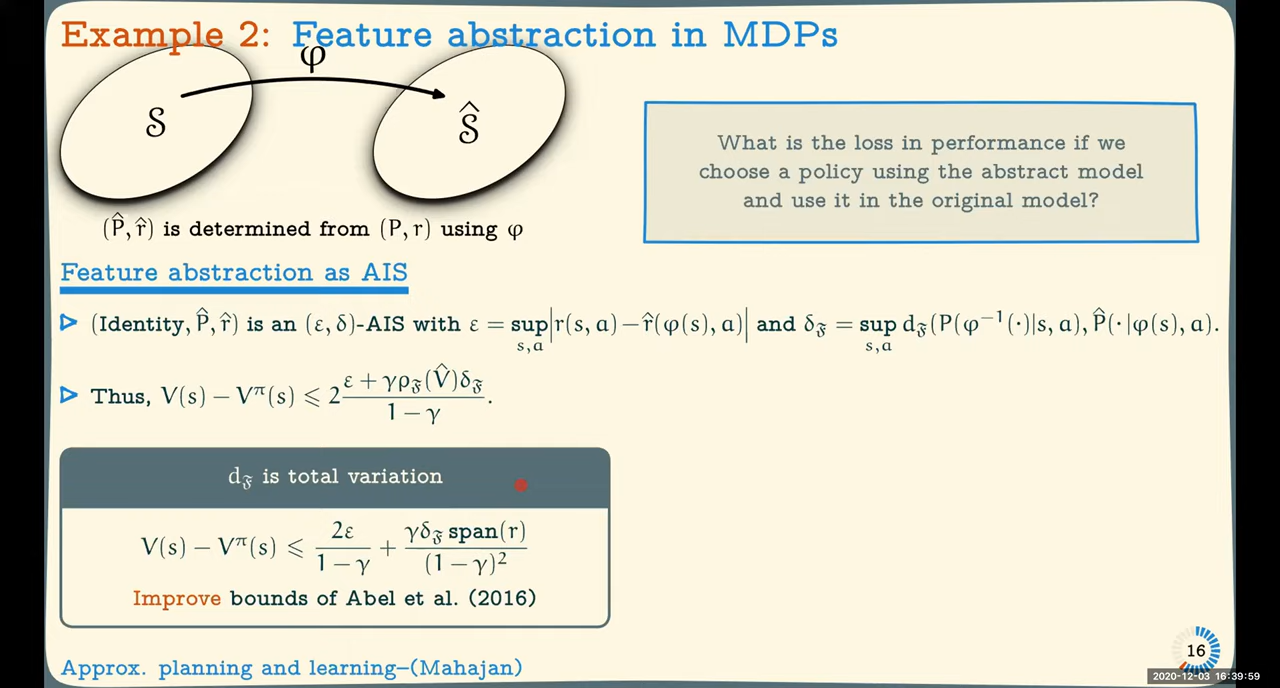 Example 2: Feature abstraction in MDPs
φ
S
Ŝ
(P̂, r̂) is determined from (P, r) using φ
What is the loss in performance if we
choose a policy using the abstract model
and use it in the original model?
Feature abstraction as AIS
(Identity, P̂, r̂) is an (ε, δ)-AIS with ε = sup_{s,a} |r(s, a) − r̂(φ(s), a)| and δ_𝔉 = sup_{s,a} d_𝔉(P(φ⁻¹(·)|s, a), P̂(·|φ(s), a).
Thus, V(s) − V^π(s) ⩽ 2 (ε + γρ_𝔉(V̂)δ_𝔉)/(1 − γ).
d_𝔉 is total variation
V(s) − V^π(s) ⩽ 2ε/(1 − γ) + γδ_𝔉 span(r)/(1 − γ)²
Improve bounds of Abel et al. (2016)
Approx. planning and learning–(Mahajan)
16
2020-12-03 16:39:59